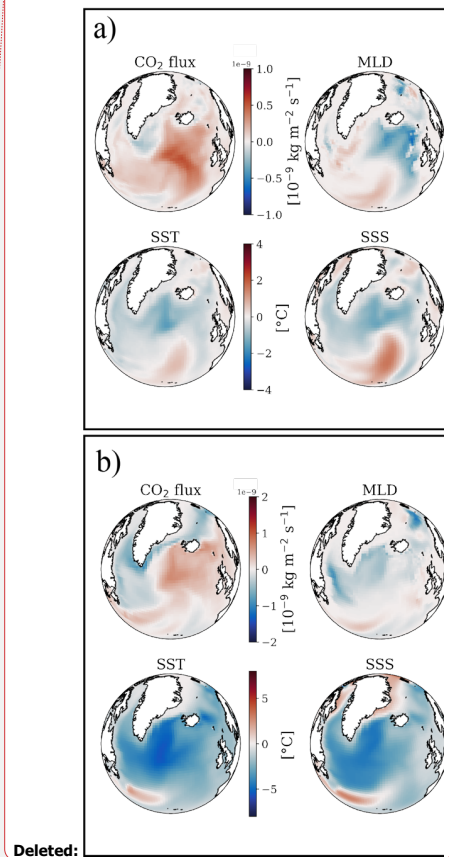 a)
CO₂ flux
MLD
1e−9
1.0
0.5
0.0
−0.5
−1.0
[10⁻⁹ kg m⁻² s⁻¹]
SST
SSS
4
2
0
−2
−4
[°C]
b)
CO₂ flux
MLD
1e−9
2
1
0
−1
−2
[10⁻⁹ kg m⁻² s⁻¹]
SST
SSS
5
0
−5
[°C]
Deleted: